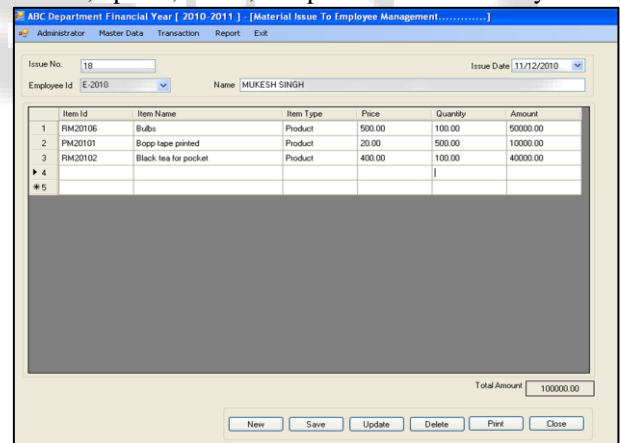 ABC Department Financial Year [ 2010-2011 ] - [Material Issue To Employee Management.............]
Administrator Master Data Transaction Report Exit
Issue No. 18 Issue Date 11/12/2010
Employee Id E-2010 Name MUKESH SINGH
Item Id Item Name Item Type Price Quantity Amount
1 RM20106 Bulbs Product 500.00 100.00 50000.00
2 PM20101 Bopp tape printed Product 20.00 500.00 10000.00
3 RM20102 Black tea for pocket Product 400.00 100.00 40000.00
4
5
Total Amount 100000.00
New Save Update Delete Print Close